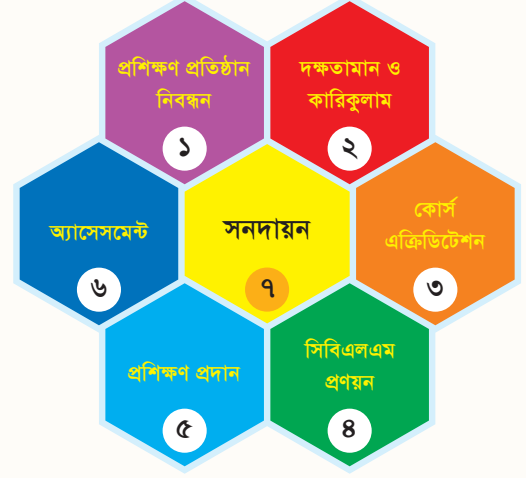 প্রশিক্ষণ প্রতিষ্ঠান
নিবন্ধন
১
দক্ষতামান ও
কারিকুলাম
২
কোর্স
এক্রিডিটেশন
৩
সিবিএলএম
প্রণয়ন
৪
প্রশিক্ষণ প্রদান
৫
অ্যাসেসমেন্ট
৬
সনদায়ন
৭